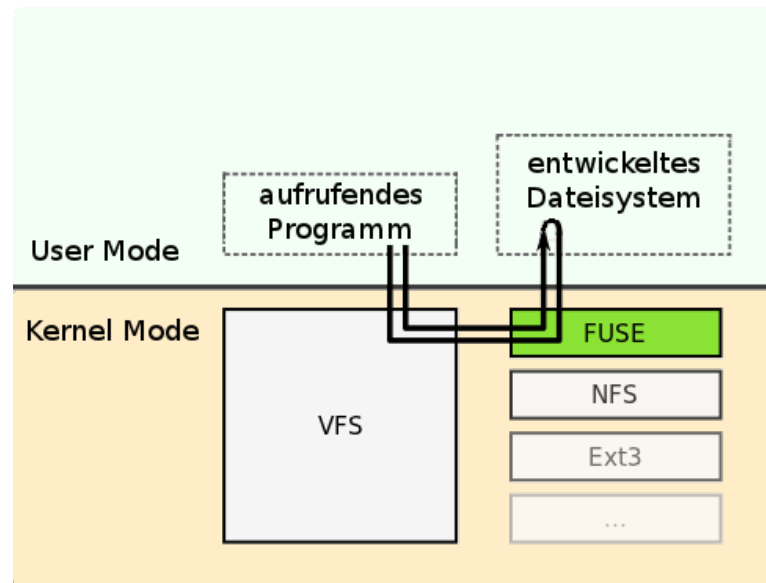 entwickeltes
Dateisystem
aufrufendes
Programm
User Mode
Kernel Mode
FUSE
NFS
VFS
Ext3
...